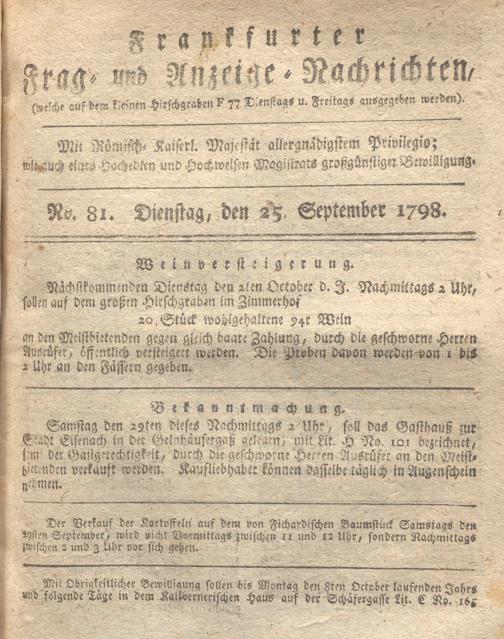 Frankfurter
Frag- und Anzeige-Nachrichten,
(welche auf dem kleinen Hirschgraben F 77 Dienstags u. Freitags ausgegeben werden).
Mit Römisch-Kaiserl. Majestät allergnädigstem Privilegio;
wie auch eines Hochedlen und Hochweisen Magistrats großgünstiger Bewilligung.
No. 81. Dienstag, den 25. September 1798.
Weinversteigerung.
Nächstkommenden Dienstag den 2ten October d. J. Nachmittags 2 Uhr,
sollen auf dem großen Hirschgraben im Zimmerhof
20 Stück wohlgehaltene 94r Wein
an den Meistbietenden gegen gleich baare Zahlung, durch die geschworne Herren
Ausrüfer, öffentlich versteigert werden. Die Proben davon werden von 1 bis
2 Uhr an den Fässern gegeben.
Bekanntmachung.
Samstag den 29ten dieses Nachmittags 2 Uhr, soll das Gasthauß zur
Stadt Eisenach in der Gelnhäusergaß gelegen, mit Lit. H No. 101 bezeichnet,
samt der Gastgerechtigkeit, durch die geschworne Herren Ausrüfer an den Meist-
bietenden verkauft werden. Kaufliebhaber können dasselbe täglich in Augenschein
nehmen.
Der Verkauf der Kartoffeln auf dem von Fichardischen Baumstück Samstags den
29sten September, wird nicht Vormittags zwischen 11 und 12 Uhr, sondern Nachmittags
zwischen 2 und 3 Uhr vor sich gehen.
Mit Obrigkeitlicher Bewilligung sollen bis Montag den 8ten October laufenden Jahrs
und folgende Täge in dem Kalbnerischen Haus auf der Schäfergasse Lit. C No.